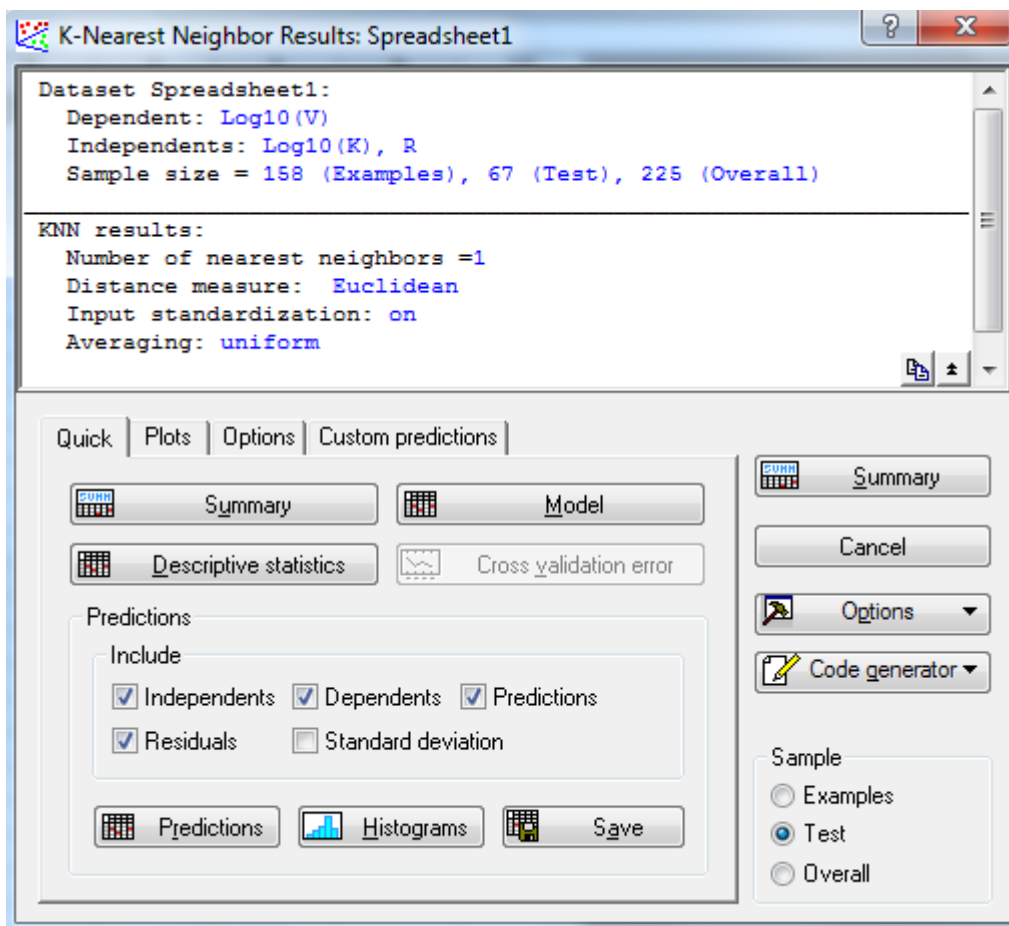 K-Nearest Neighbor Results: Spreadsheet1
?
Dataset Spreadsheet1:
Dependent: Log10(V)
Independents: Log10(K), R
Sample size = 158 (Examples), 67 (Test), 225 (Overall)
KNN results:
Number of nearest neighbors =1
Distance measure: Euclidean
Input standardization: on
Averaging: uniform
Quick
Plots
Options
Custom predictions
Summary
Model
Descriptive statistics
Cross validation error
Predictions
Include
Independents
Dependents
Predictions
Residuals
Standard deviation
Predictions
Histograms
Save
Summary
Cancel
Options
Code generator
Sample
Examples
Test
Overall